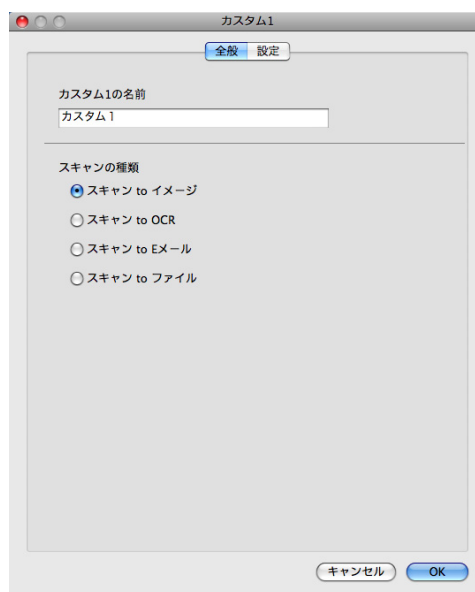 カスタム1
全般 設定
カスタム1の名前
カスタム 1
スキャンの種類
スキャン to イメージ
スキャン to OCR
スキャン to Eメール
スキャン to ファイル
キャンセル OK